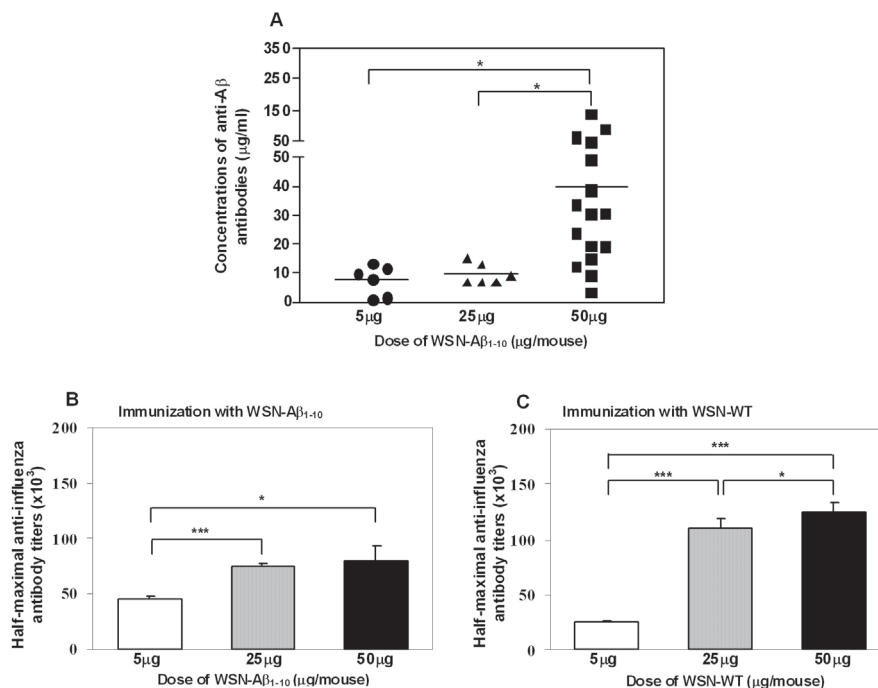 A
Concentrations of anti-Aβ
antibodies (μg/ml)
350
250
150
50
50
40
30
20
10
0
*
*
5μg 25μg 50μg
Dose of WSN-Aβ₁₋₁₀ (μg/mouse)
B
Immunization with WSN-Aβ₁₋₁₀
Half-maximal anti-influenza
antibody titers (x10³)
200
150
100
50
0
*
***
5μg 25μg 50μg
Dose of WSN-Aβ₁₋₁₀ (μg/mouse)
C
Immunization with WSN-WT
Half-maximal anti-influenza
antibody titers (x10³)
200
150
100
50
0
***
*** *
5μg 25μg 50μg
Dose of WSN-WT (μg/mouse)